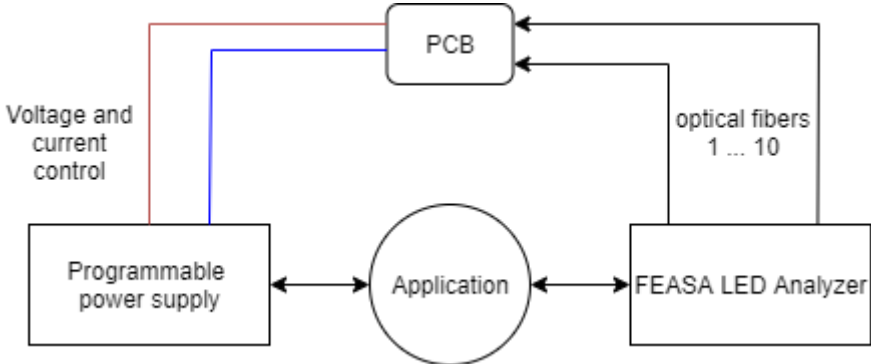 PCB
Voltage and
current
control
optical fibers
1 ... 10
Programmable
power supply
Application
FEASA LED Analyzer